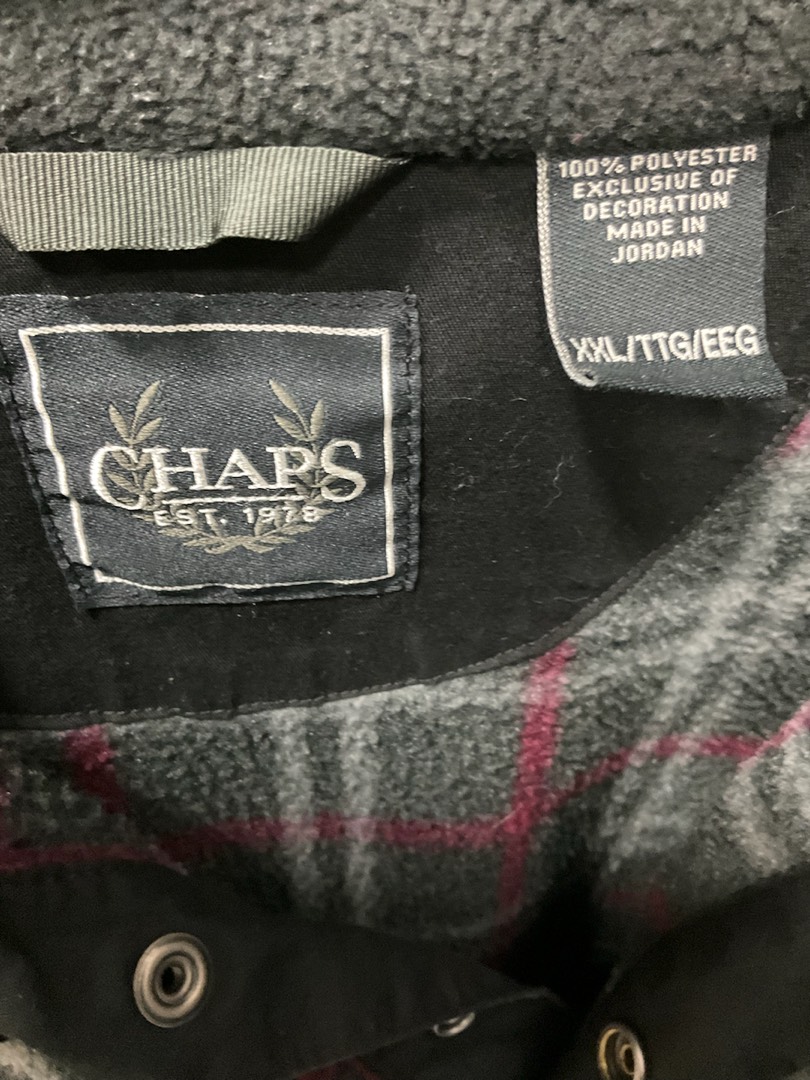 100% POLYESTER
EXCLUSIVE OF
DECORATION
MADE IN
JORDAN
XXL/TTG/EEG
CHAPS
EST. 1978